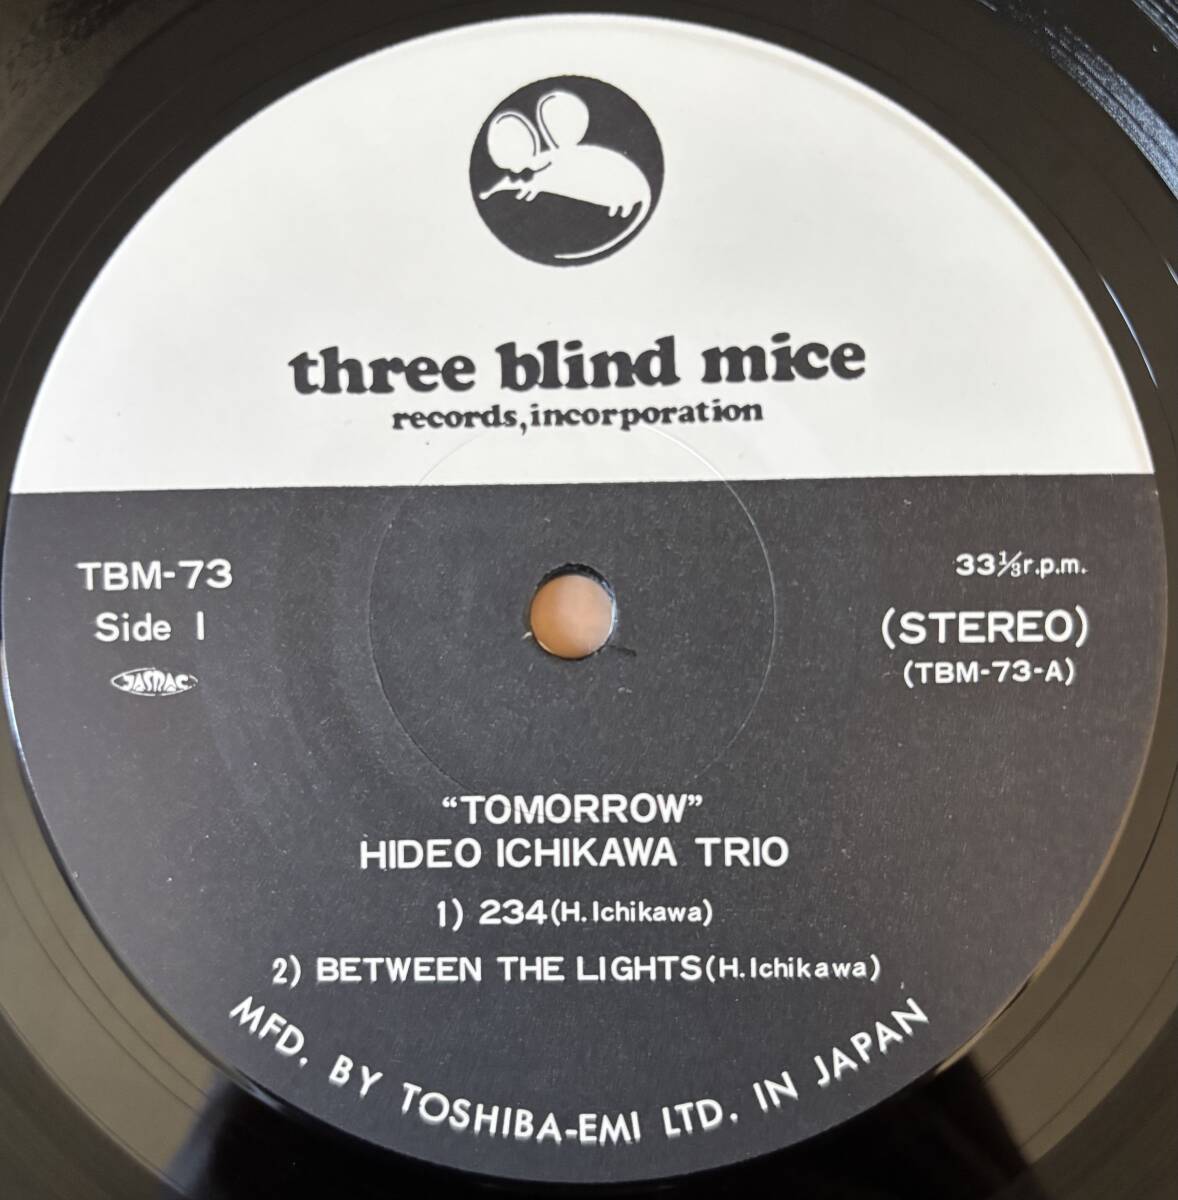 three blind mice
records,incorporation
TBM-73
Side 1
JASRAC
33⅓r.p.m.
(STEREO)
(TBM-73-A)
“TOMORROW”
HIDEO ICHIKAWA TRIO
1) 234(H.Ichikawa)
2) BETWEEN THE LIGHTS(H.Ichikawa)
MFD. BY TOSHIBA-EMI LTD. IN JAPAN